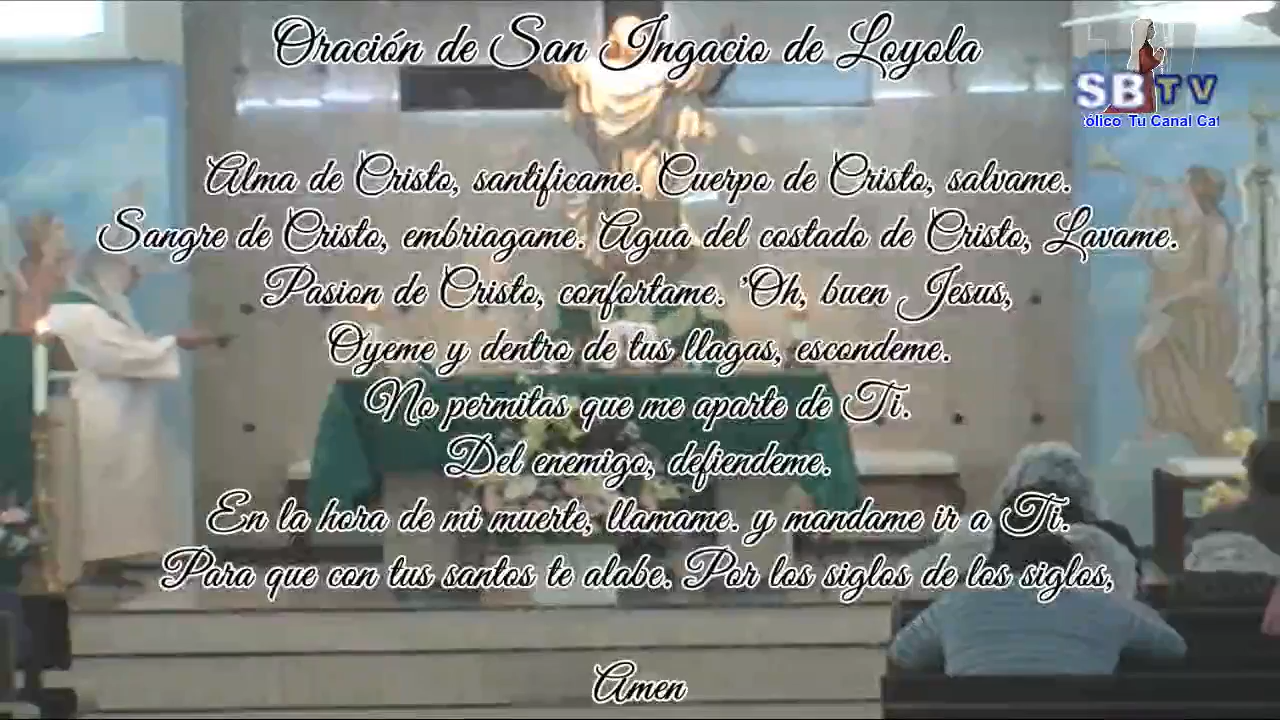 Oración de San Ingacio de Loyola
SBTV
ólico Tu Canal Cat
Alma de Cristo, santificame. Cuerpo de Cristo, salvame.
Sangre de Cristo, embriagame. Agua del costado de Cristo, Lavame.
Pasion de Cristo, confortame. 'Oh, buen Jesus,
Oyeme y dentro de tus llagas, escondeme.
No permitas que me aparte de Ti.
Del enemigo, defiendeme.
En la hora de mi muerte, llamame. y mandame ir a Ti.
Para que con tus santos te alabe. Por los siglos de los siglos,
Amen